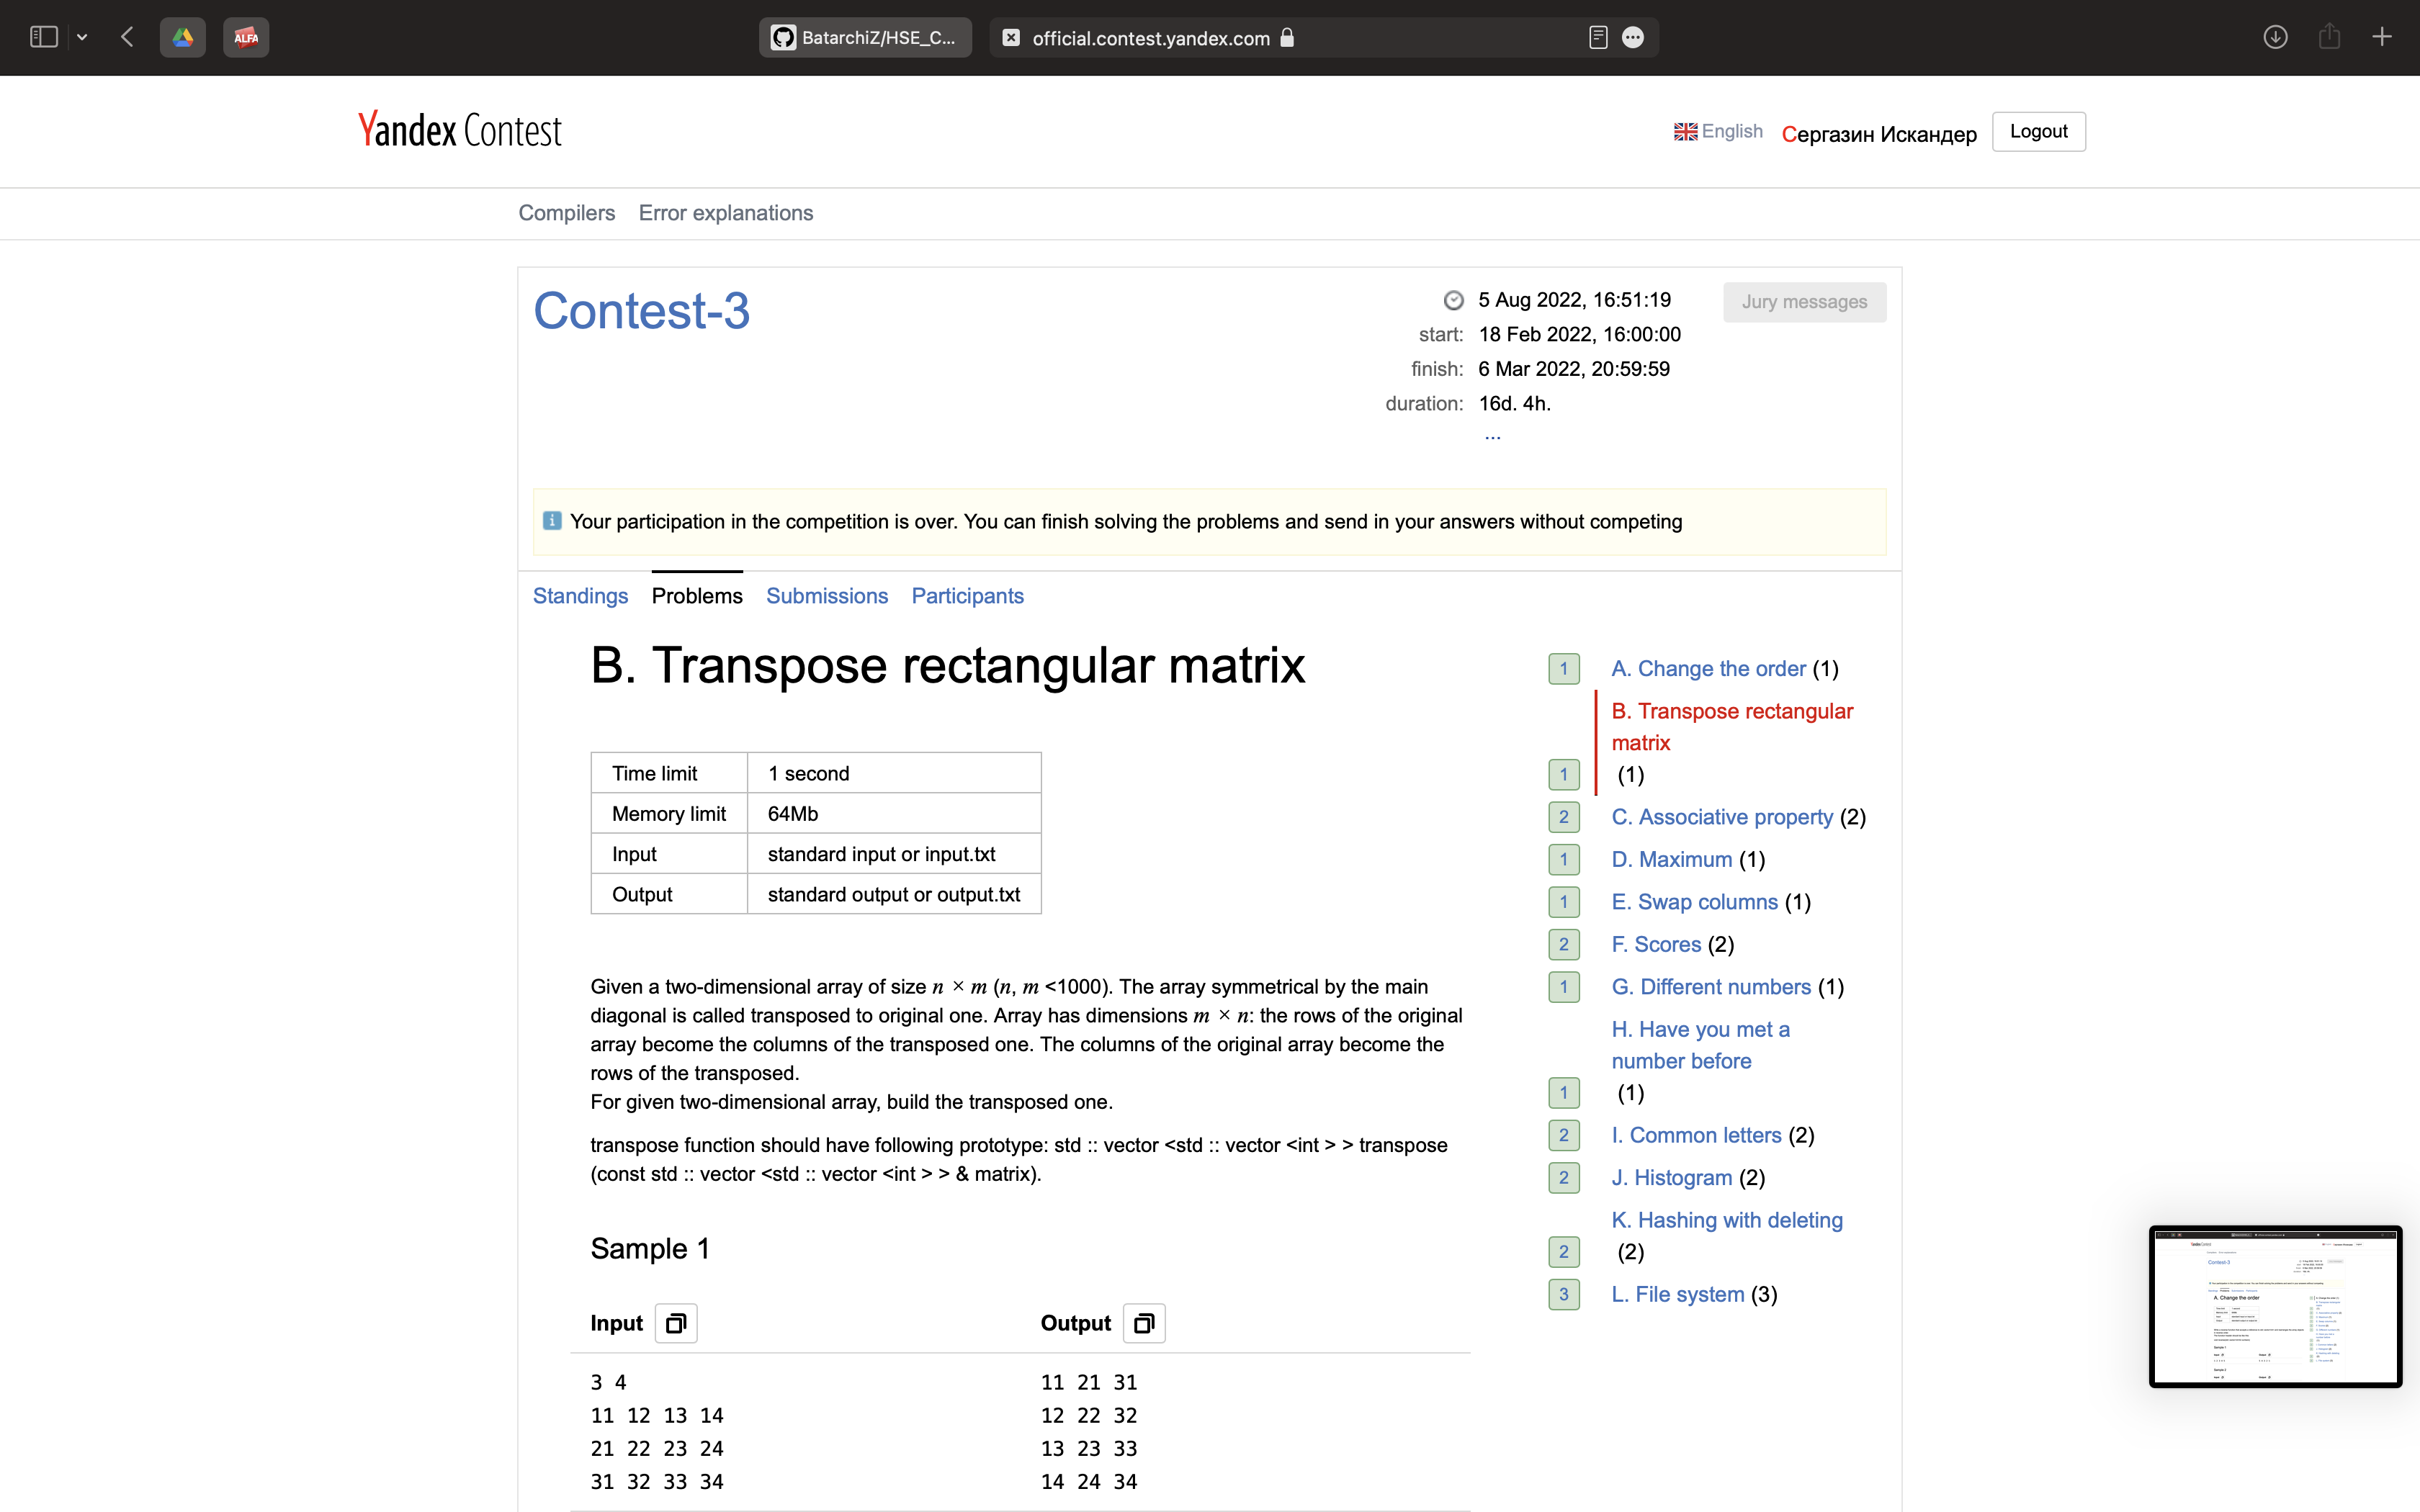 ALFA
BatarchiZ/HSE_C...
official.contest.yandex.com
Yandex Contest
English
Сергазин Искандер
Logout
Compilers Error explanations
Contest-3
5 Aug 2022, 16:51:19
Jury messages
start: 18 Feb 2022, 16:00:00
finish: 6 Mar 2022, 20:59:59
duration: 16d. 4h.
...
Your participation in the competition is over. You can finish solving the problems and send in your answers without competing
Standings Problems Submissions Participants
B. Transpose rectangular matrix
Time limit 1 second
Memory limit 64Mb
Input standard input or input.txt
Output standard output or output.txt
Given a two-dimensional array of size n × m (n, m <1000). The array symmetrical by the main
diagonal is called transposed to original one. Array has dimensions m × n: the rows of the original
array become the columns of the transposed one. The columns of the original array become the
rows of the transposed.
For given two-dimensional array, build the transposed one.
transpose function should have following prototype: std :: vector <std :: vector <int > > transpose
(const std :: vector <std :: vector <int > > & matrix).
Sample 1
Input Output
3 4 11 21 31
11 12 13 14 12 22 32
21 22 23 24 13 23 33
31 32 33 34 14 24 34
1 A. Change the order (1)
B. Transpose rectangular
matrix
1 (1)
2 C. Associative property (2)
1 D. Maximum (1)
1 E. Swap columns (1)
2 F. Scores (2)
1 G. Different numbers (1)
H. Have you met a
number before
1 (1)
2 I. Common letters (2)
2 J. Histogram (2)
K. Hashing with deleting
2 (2)
3 L. File system (3)
Contest-3
A. Change the order